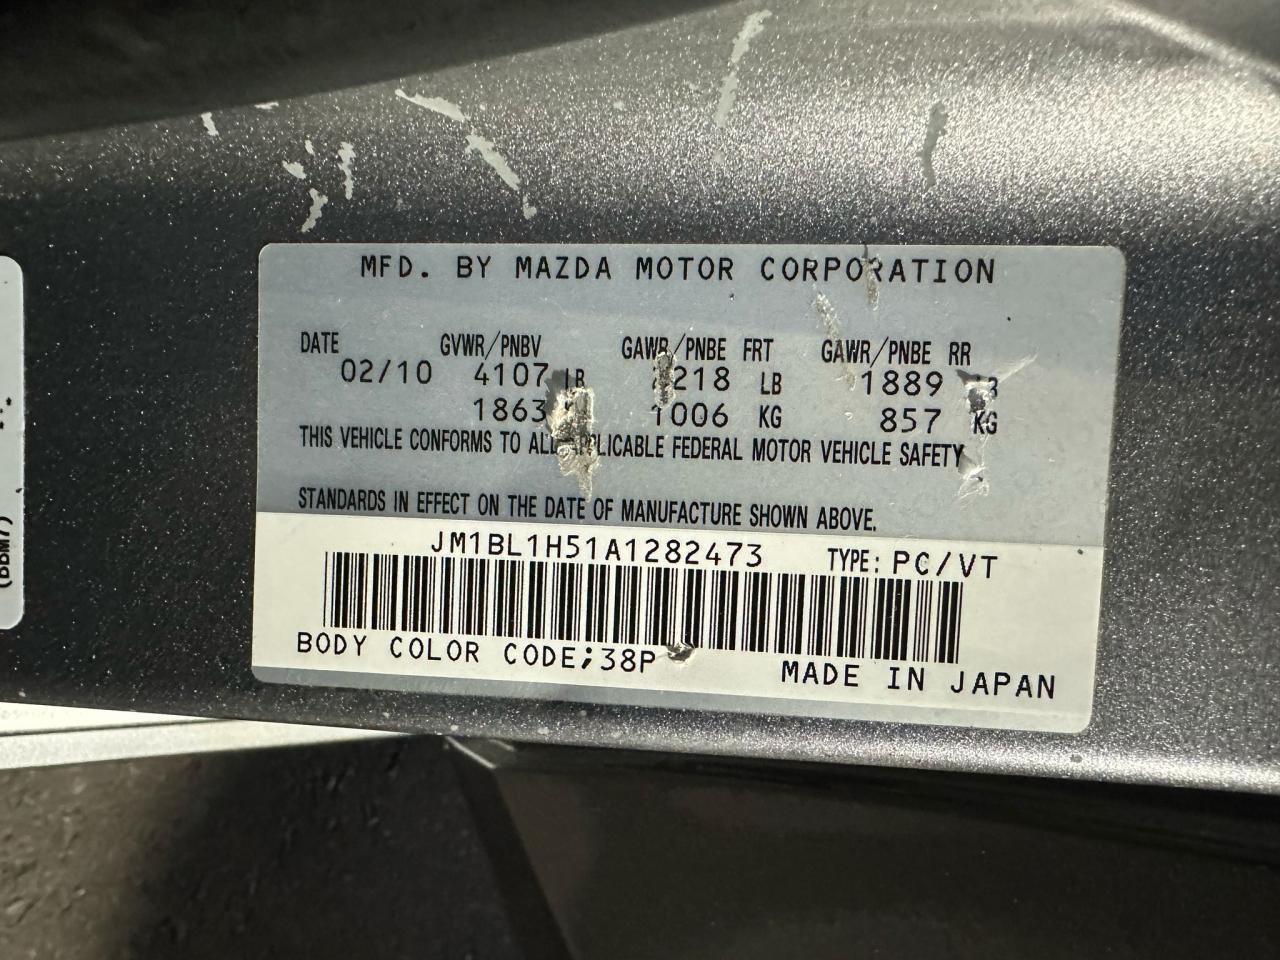 MFD. BY MAZDA MOTOR CORPORATION
DATE GVWR/PNBV GAWR/PNBE FRT GAWR/PNBE RR
02/10 4107 LB 218 LB 1889 LB
1863 1006 KG 857 KG
THIS VEHICLE CONFORMS TO ALL APPLICABLE FEDERAL MOTOR VEHICLE SAFETY
STANDARDS IN EFFECT ON THE DATE OF MANUFACTURE SHOWN ABOVE.
JM1BL1H51A1282473 TYPE: PC/VT
BODY COLOR CODE;38P
MADE IN JAPAN
(BBM7)